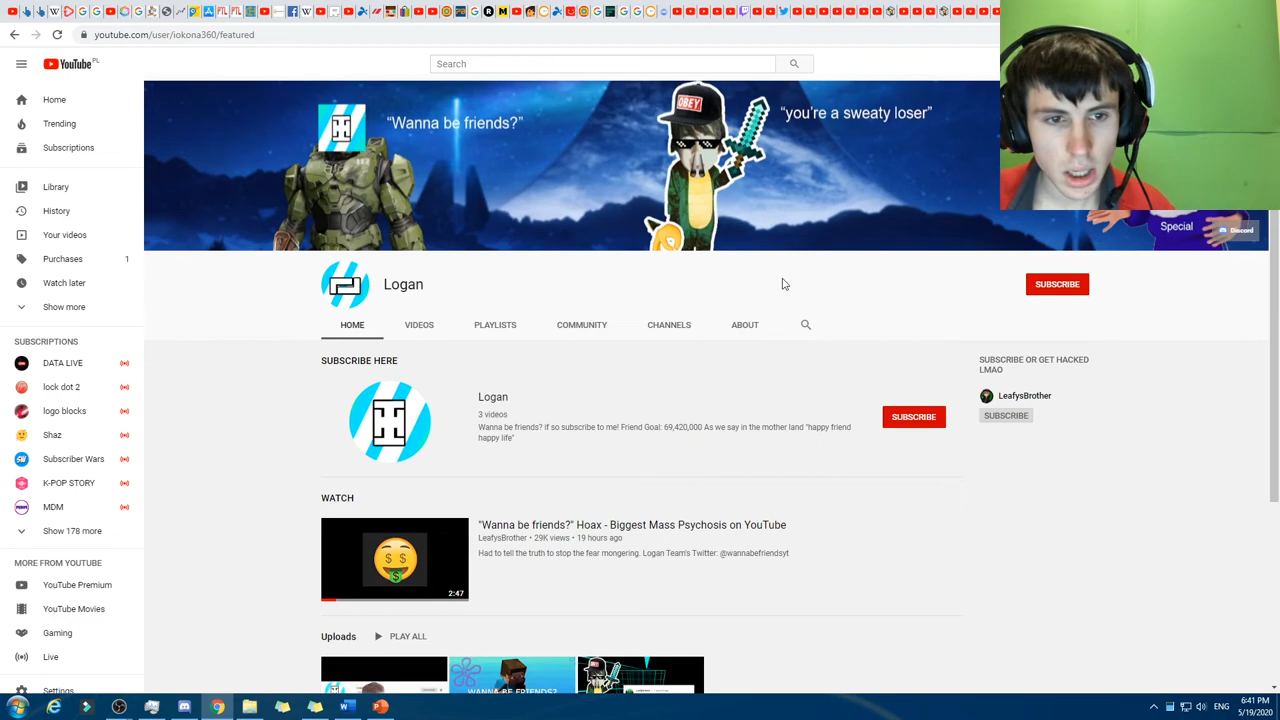 youtube.com/user/iokona360/featured
YouTube PL
Search
Home
Trending
Subscriptions
Library
History
Your videos
Purchases 1
Watch later
Show more
SUBSCRIPTIONS
DATA LIVE
lock dot 2
logo blocks
Shaz
Subscriber Wars
K-POP STORY
MDM
Show 178 more
MORE FROM YOUTUBE
YouTube Premium
YouTube Movies
Gaming
Live
Settings
"Wanna be friends?"
OBEY
"you're a sweaty loser"
Special
Discord
Logan
SUBSCRIBE
HOME VIDEOS PLAYLISTS COMMUNITY CHANNELS ABOUT
SUBSCRIBE HERE
Logan
3 videos
Wanna be friends? if so subscribe to me! Friend Goal: 69,420,000 As we say in the mother land "happy friend
happy life"
SUBSCRIBE
SUBSCRIBE OR GET HACKED
LMAO
LeafysBrother
SUBSCRIBE
WATCH
2:47
"Wanna be friends?" Hoax - Biggest Mass Psychosis on YouTube
LeafysBrother • 29K views • 19 hours ago
Had to tell the truth to stop the fear mongering. Logan Team's Twitter: @wannabefriendsyt
Uploads PLAY ALL
WANNA BE FRIENDS?
ENG
6:41 PM
5/19/2020